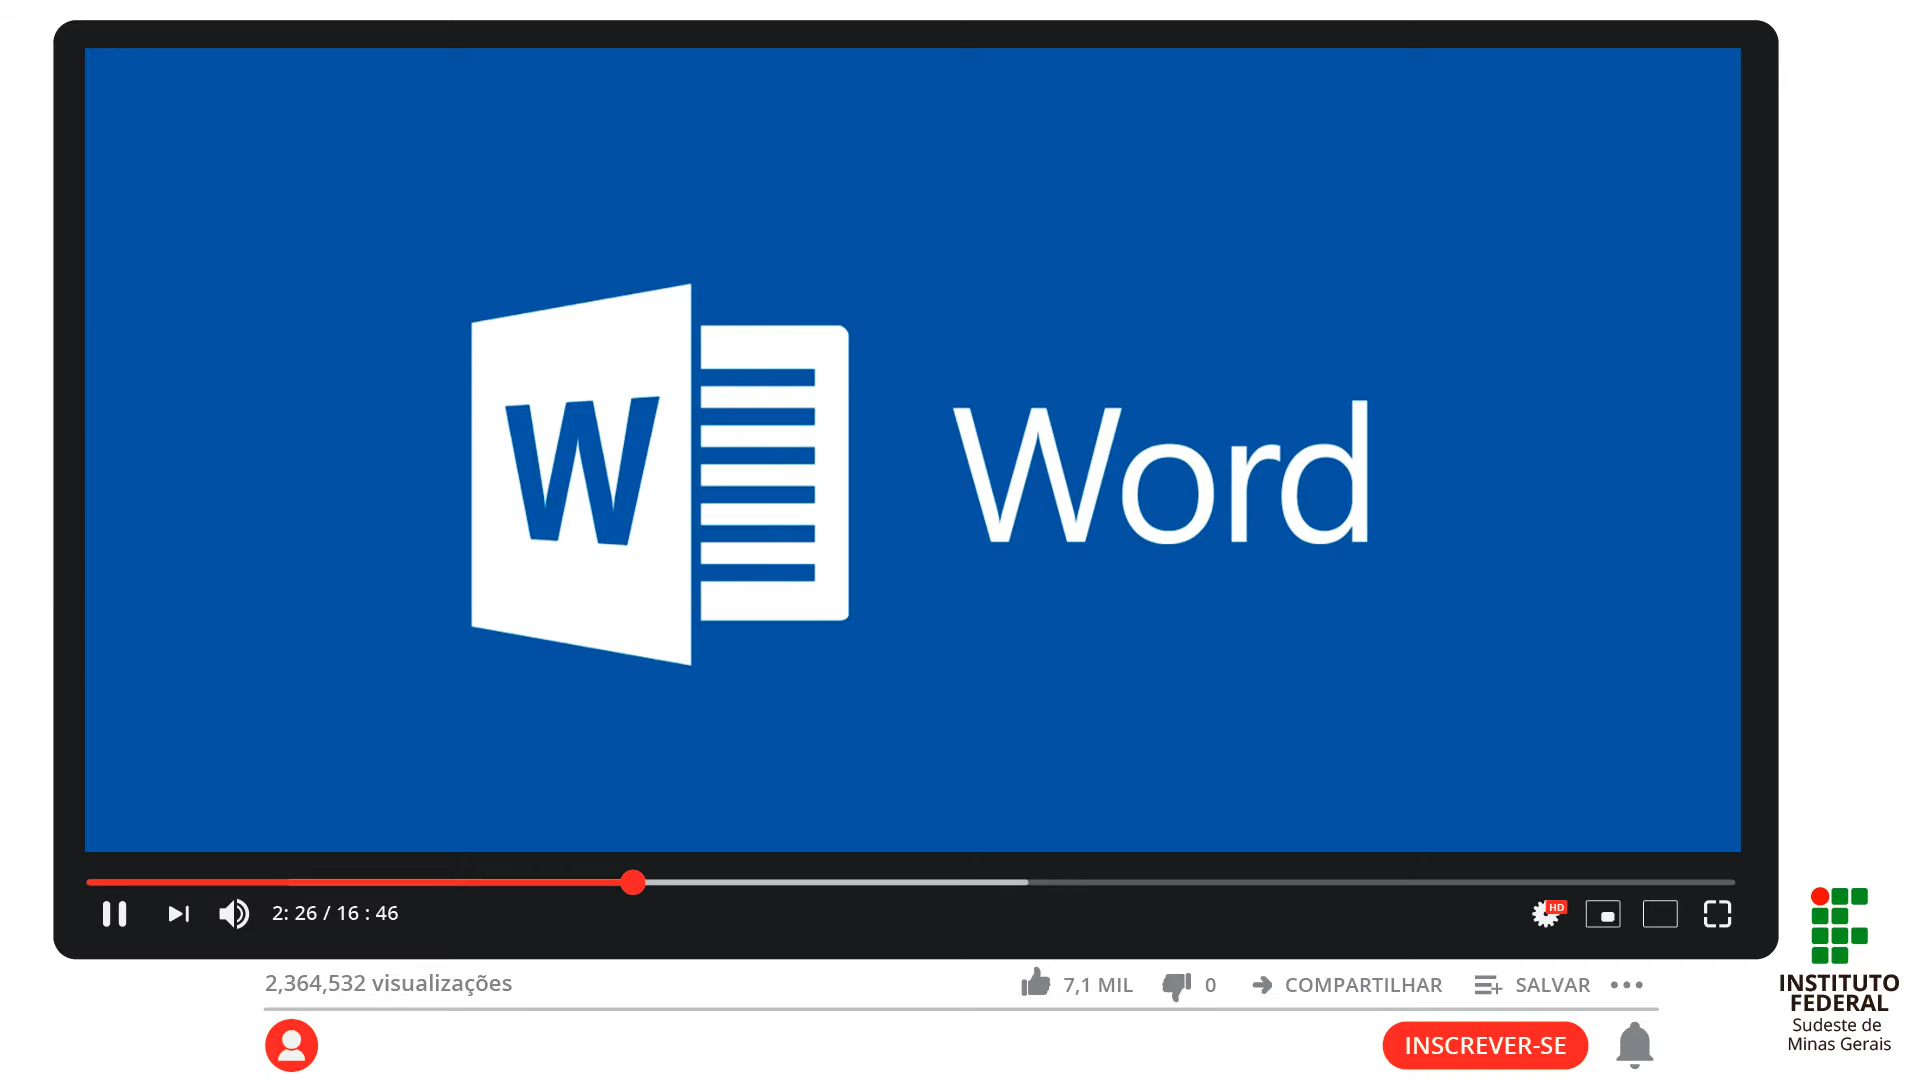 W
Word
HD
2: 26 / 16 : 46
2,364,532 visualizações
7,1 MIL
0
COMPARTILHAR
SALVAR
INSCREVER-SE
INSTITUTO
FEDERAL
Sudeste de
Minas Gerais